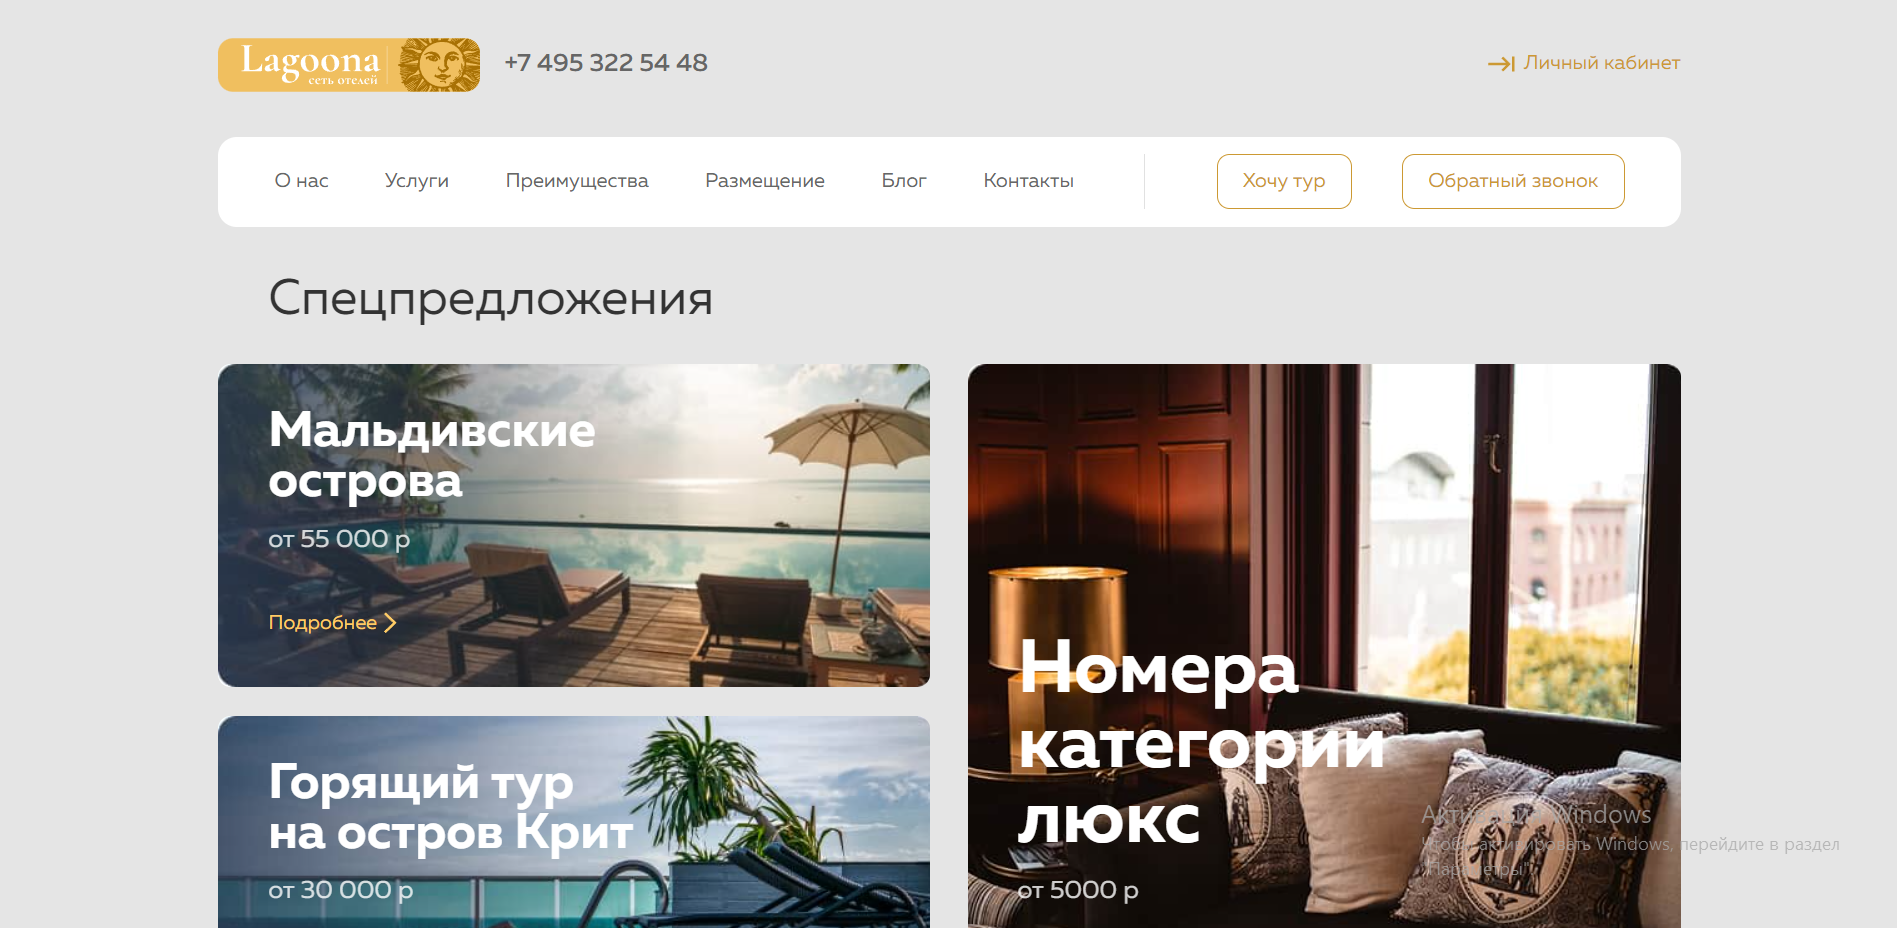 Lagoona
сеть отелей
+7 495 322 54 48
Личный кабинет
О нас
Услуги
Преимущества
Размещение
Блог
Контакты
Хочу тур
Обратный звонок
Спецпредложения
Мальдивские
острова
от 55 000 р
Подробнее
Горящий тур
на остров Крит
от 30 000 р
Номера
категории
люкс
от 5000 р
Активация Windows
Чтобы активировать Windows, перейдите в раздел
"Параметры".